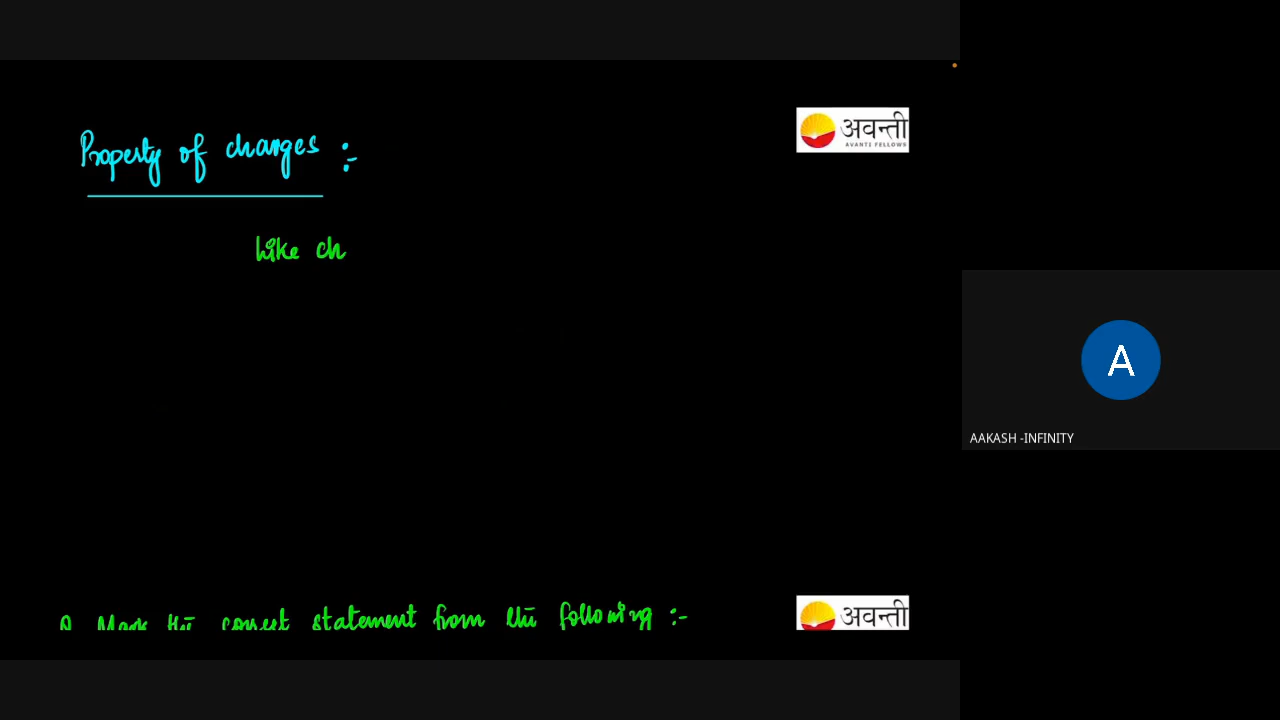 Property of charges :-
अवन्ती
AVANTI FELLOWS
Like ch
AAKASH -INFINITY
A
Q. Mark the correct statement from the following :-
अवन्ती